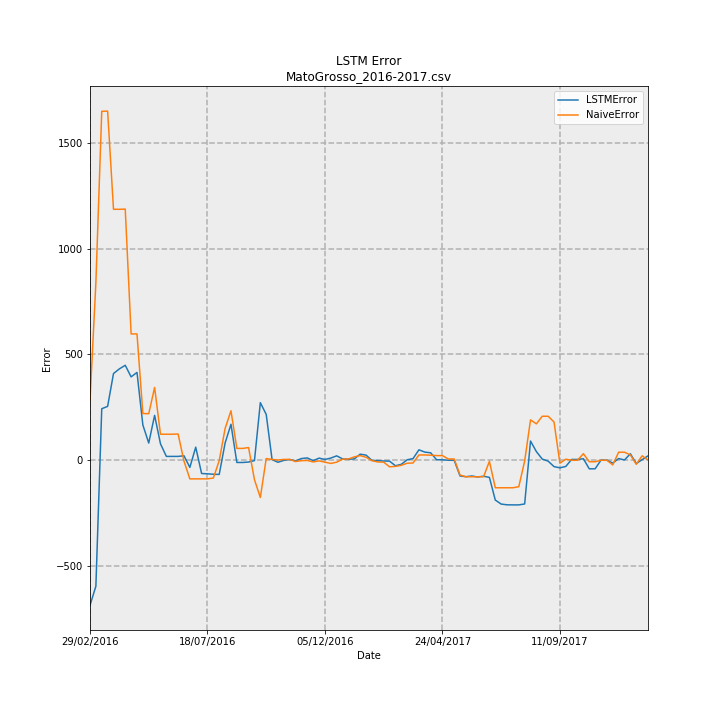 LSTM Error
MatoGrosso_2016-2017.csv
LSTMError
NaiveError
1500
1000
500
0
−500
Error
29/02/2016
18/07/2016
05/12/2016
24/04/2017
11/09/2017
Date